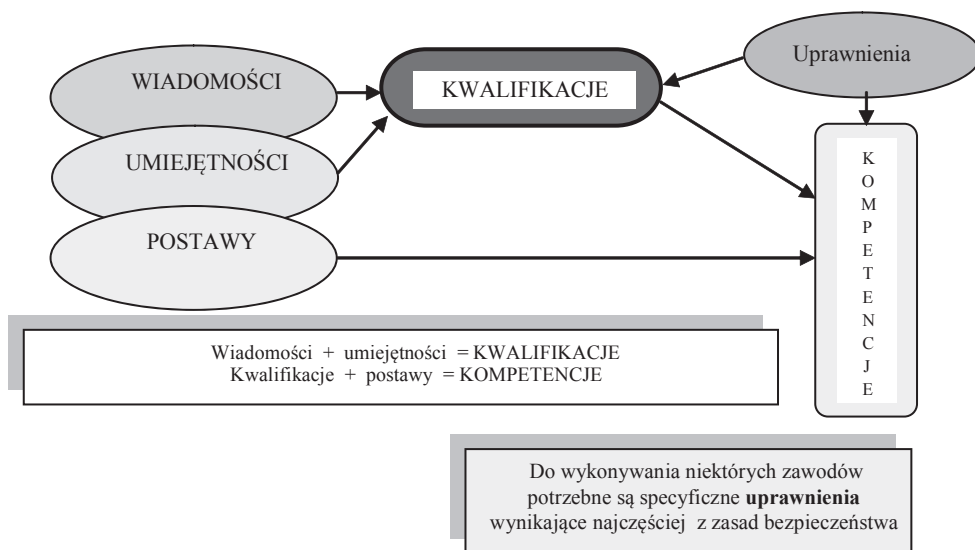 WIADOMOŚCI
KWALIFIKACJE
Uprawnienia
UMIEJĘTNOŚCI
POSTAWY
K
O
M
P
E
T
E
N
C
J
E
Wiadomości + umiejętności = KWALIFIKACJE
Kwalifikacje + postawy = KOMPETENCJE
Do wykonywania niektórych zawodów
potrzebne są specyficzne uprawnienia
wynikające najczęściej z zasad bezpieczeństwa